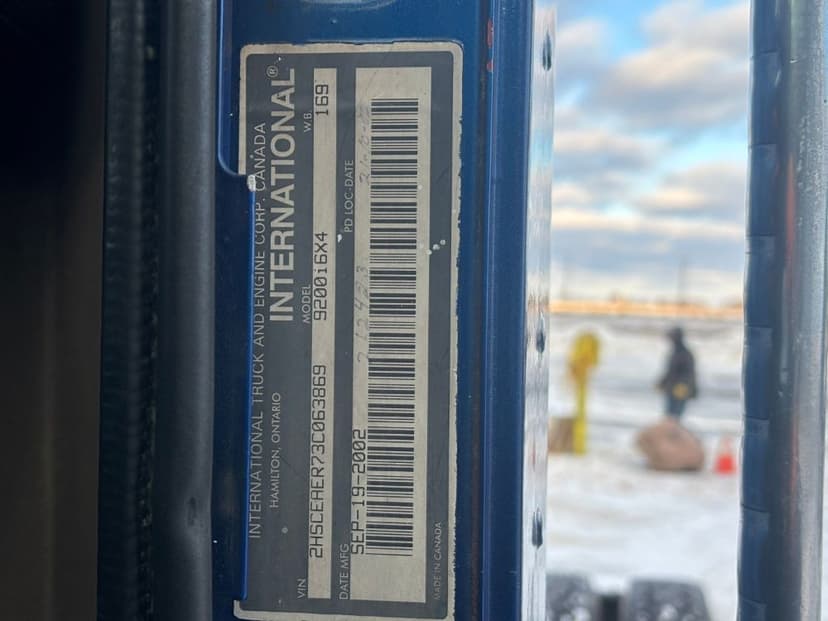 INTERNATIONAL TRUCK AND ENGINE CORP. CANADA
HAMILTON, ONTARIO
INTERNATIONAL®
VIN MODEL W.B.
2HSCEAER73C063869 9200i6X4 169
DATE MFG PD LOC-DATE
SEP-19-2002
MADE IN CANADA